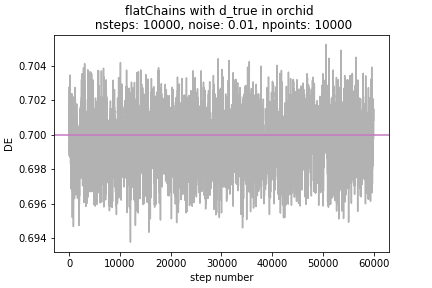 flatChains with d_true in orchid
nsteps: 10000, noise: 0.01, npoints: 10000
0.704
0.702
0.700
0.698
0.696
0.694
DE
0 10000 20000 30000 40000 50000 60000
step number